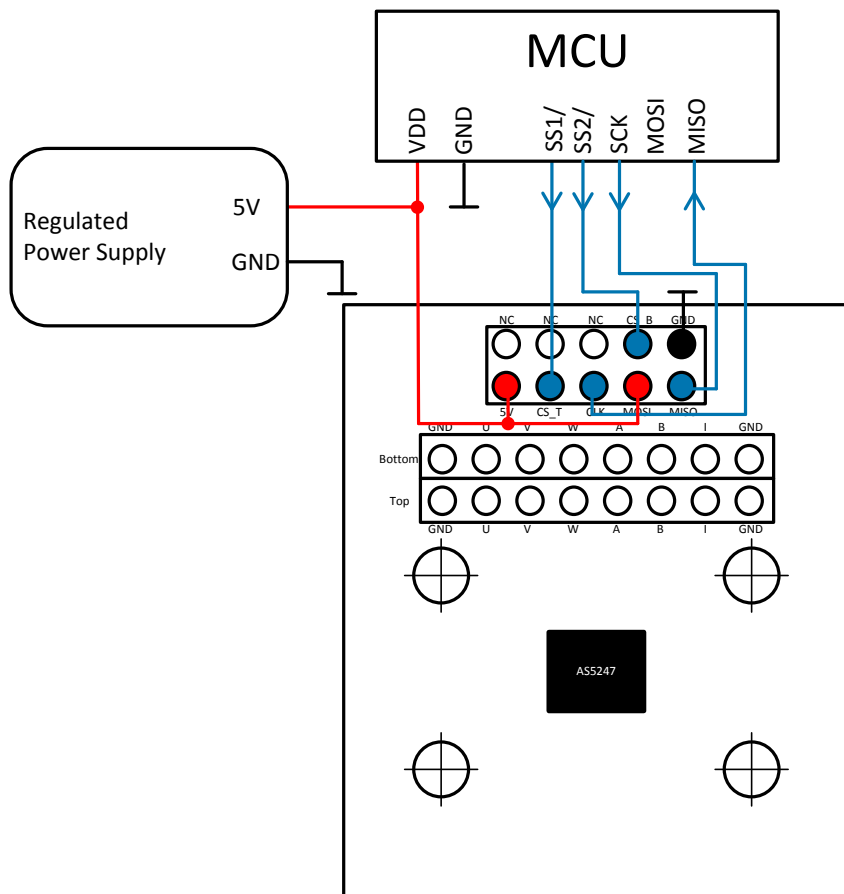 MCU
VDD
GND
SS1/
SS2/
SCK
MOSI
MISO
Regulated
Power Supply
5V
GND
NC NC NC CS_B GND
5V CS_T CLK MOSI MISO
GND U V W A B I GND
Bottom
Top
GND U V W A B I GND
AS5247